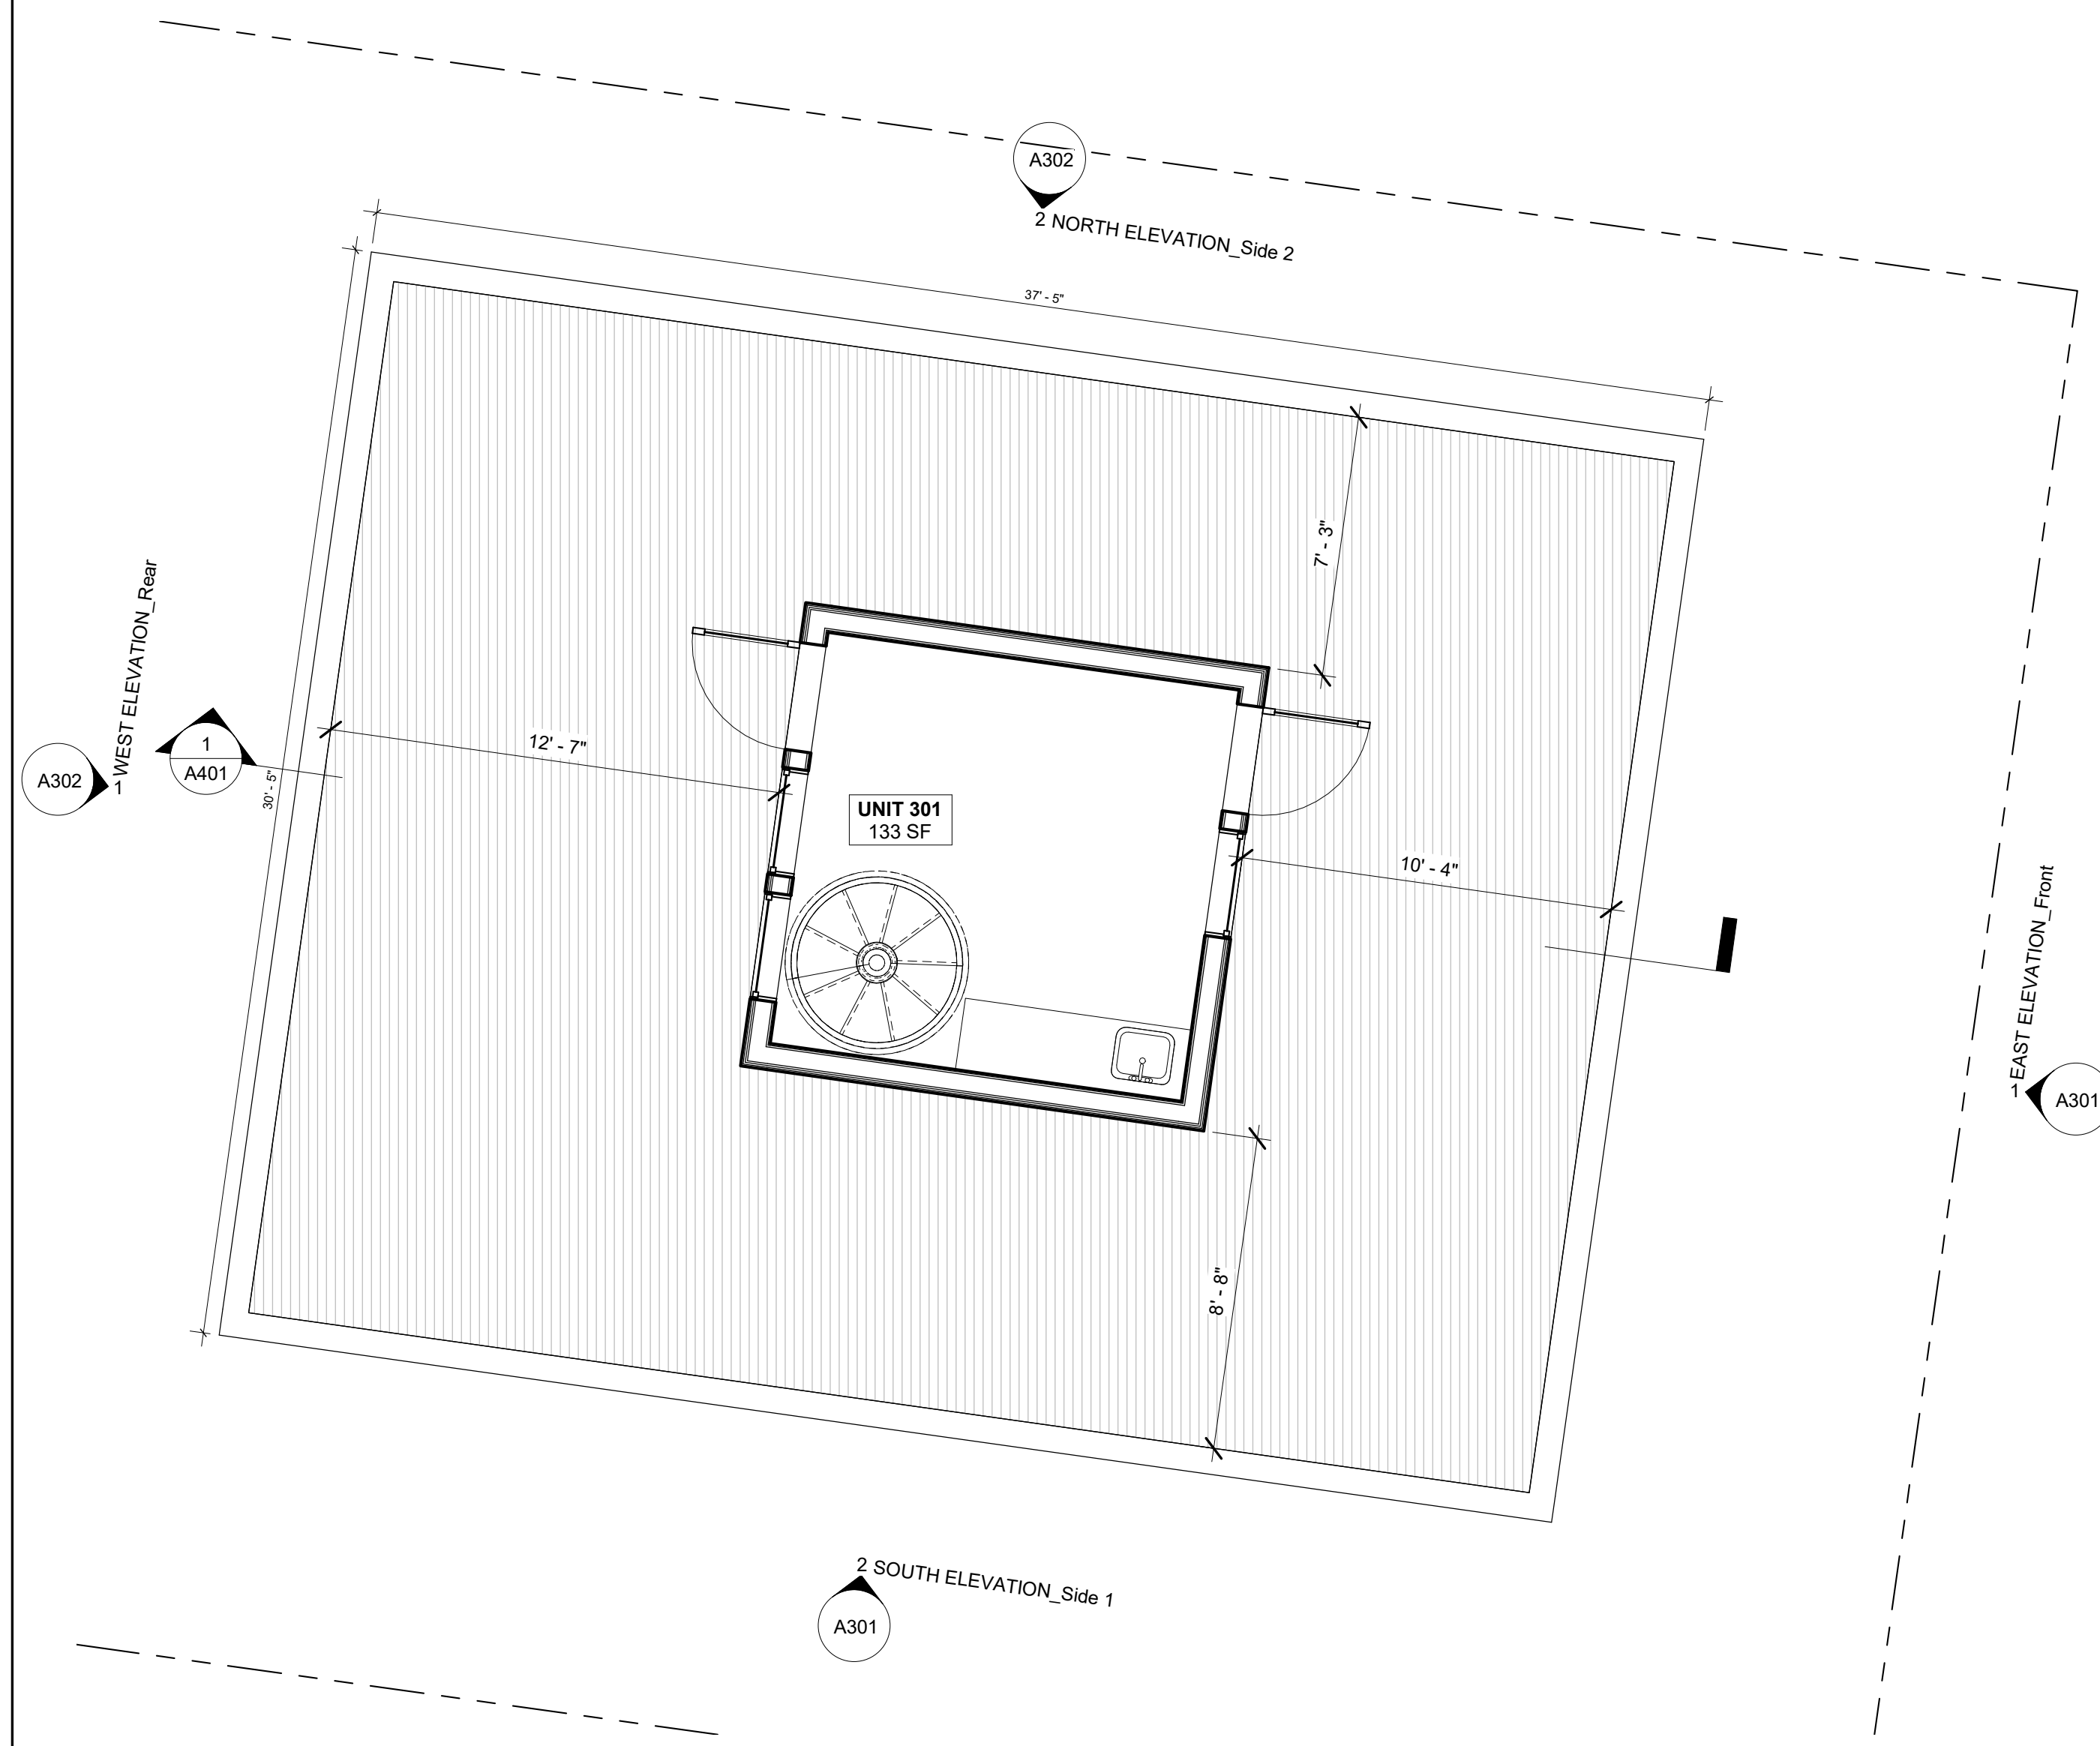 A302
2 NORTH ELEVATION_Side 2
37' - 5"
7' - 3"
WEST ELEVATION_Rear
1
A302
1
A401
30' - 5"
12' - 7"
UNIT 301
133 SF
10' - 4"
EAST ELEVATION_Front
1
A301
8' - 8"
2 SOUTH ELEVATION_Side 1
A301